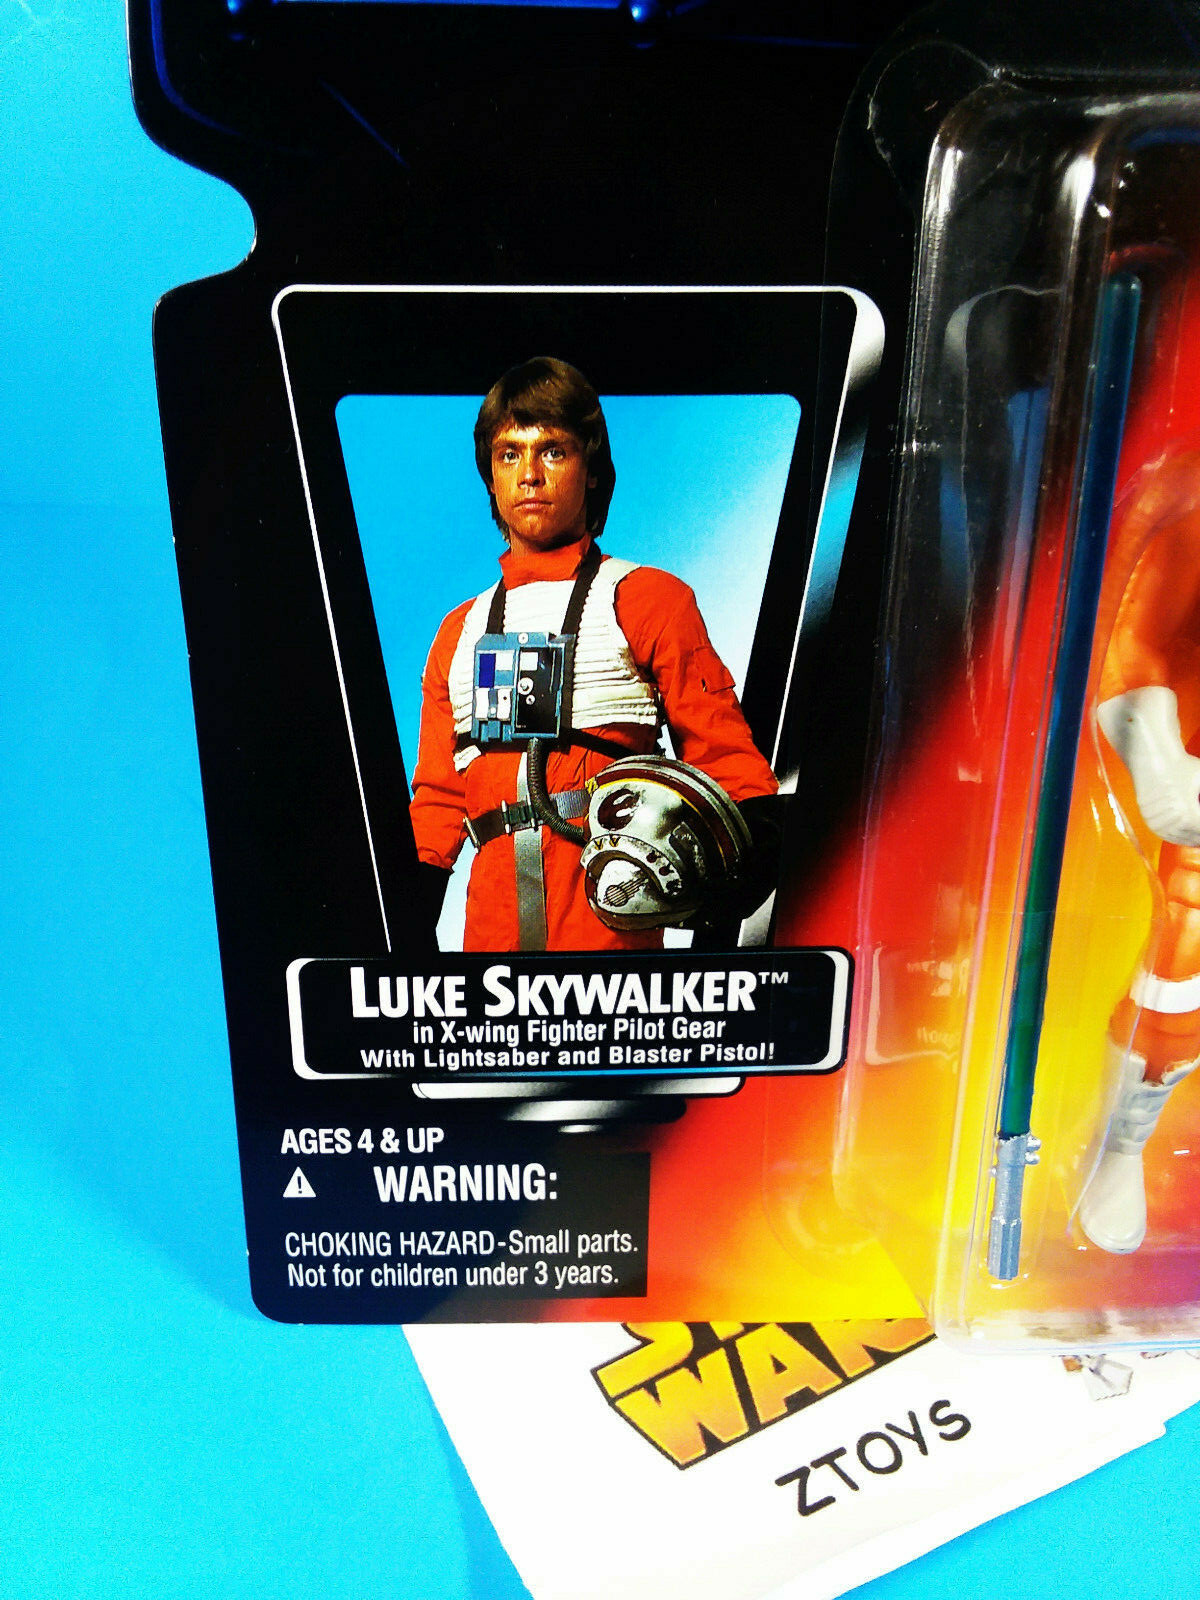 LUKE SKYWALKER™
in X-wing Fighter Pilot Gear
With Lightsaber and Blaster Pistol!
AGES 4 & UP
⚠ WARNING:
CHOKING HAZARD-Small parts.
Not for children under 3 years.
WARS
ZTOYS